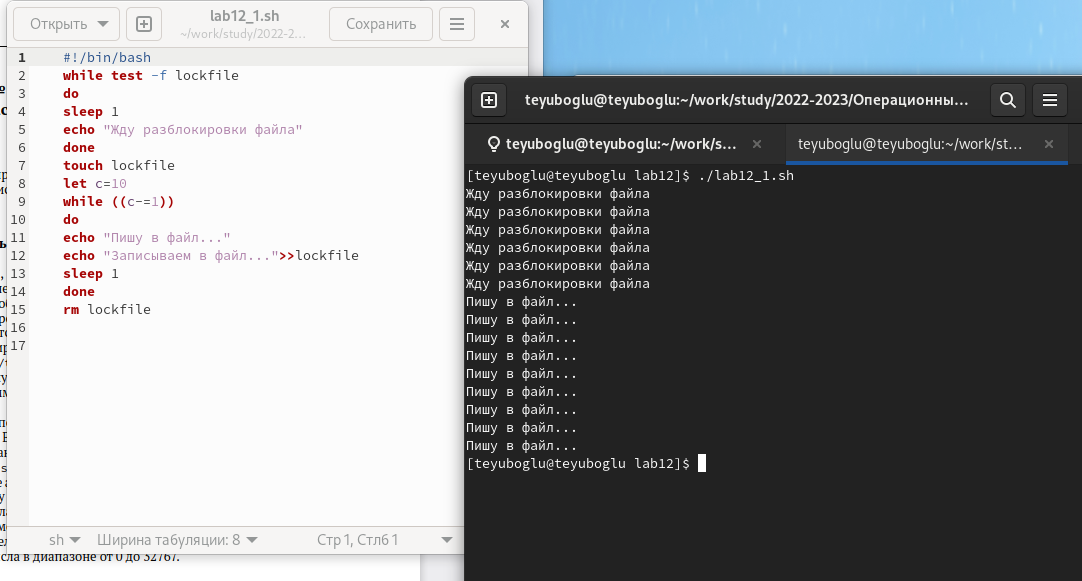 Открыть
lab12_1.sh
~/work/study/2022-2...
Сохранить
1 #!/bin/bash
2 while test -f lockfile
3 do
4 sleep 1
5 echo "Жду разблокировки файла"
6 done
7 touch lockfile
8 let c=10
9 while ((c-=1))
10 do
11 echo "Пишу в файл..."
12 echo "Записываем в файл...">>lockfile
13 sleep 1
14 done
15 rm lockfile
16
17
sh Ширина табуляции: 8 Стр 1, Стлб 1
сла в диапазоне от 0 до 32767.
teyuboglu@teyuboglu:~/work/study/2022-2023/Операционны...
teyuboglu@teyuboglu:~/work/s...
teyuboglu@teyuboglu:~/work/st...
[teyuboglu@teyuboglu lab12]$ ./lab12_1.sh
Жду разблокировки файла
Жду разблокировки файла
Жду разблокировки файла
Жду разблокировки файла
Жду разблокировки файла
Жду разблокировки файла
Пишу в файл...
Пишу в файл...
Пишу в файл...
Пишу в файл...
Пишу в файл...
Пишу в файл...
Пишу в файл...
Пишу в файл...
Пишу в файл...
[teyuboglu@teyuboglu lab12]$